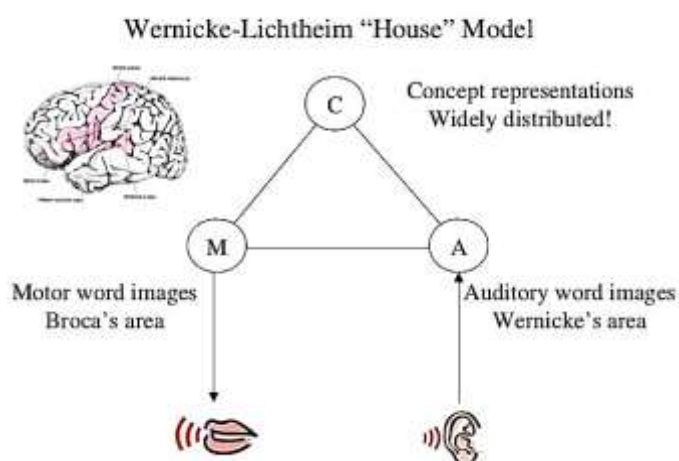 Wernicke-Lichtheim “House” Model
C
Concept representations
Widely distributed!
M
A
Motor word images
Broca’s area
Auditory word images
Wernicke’s area